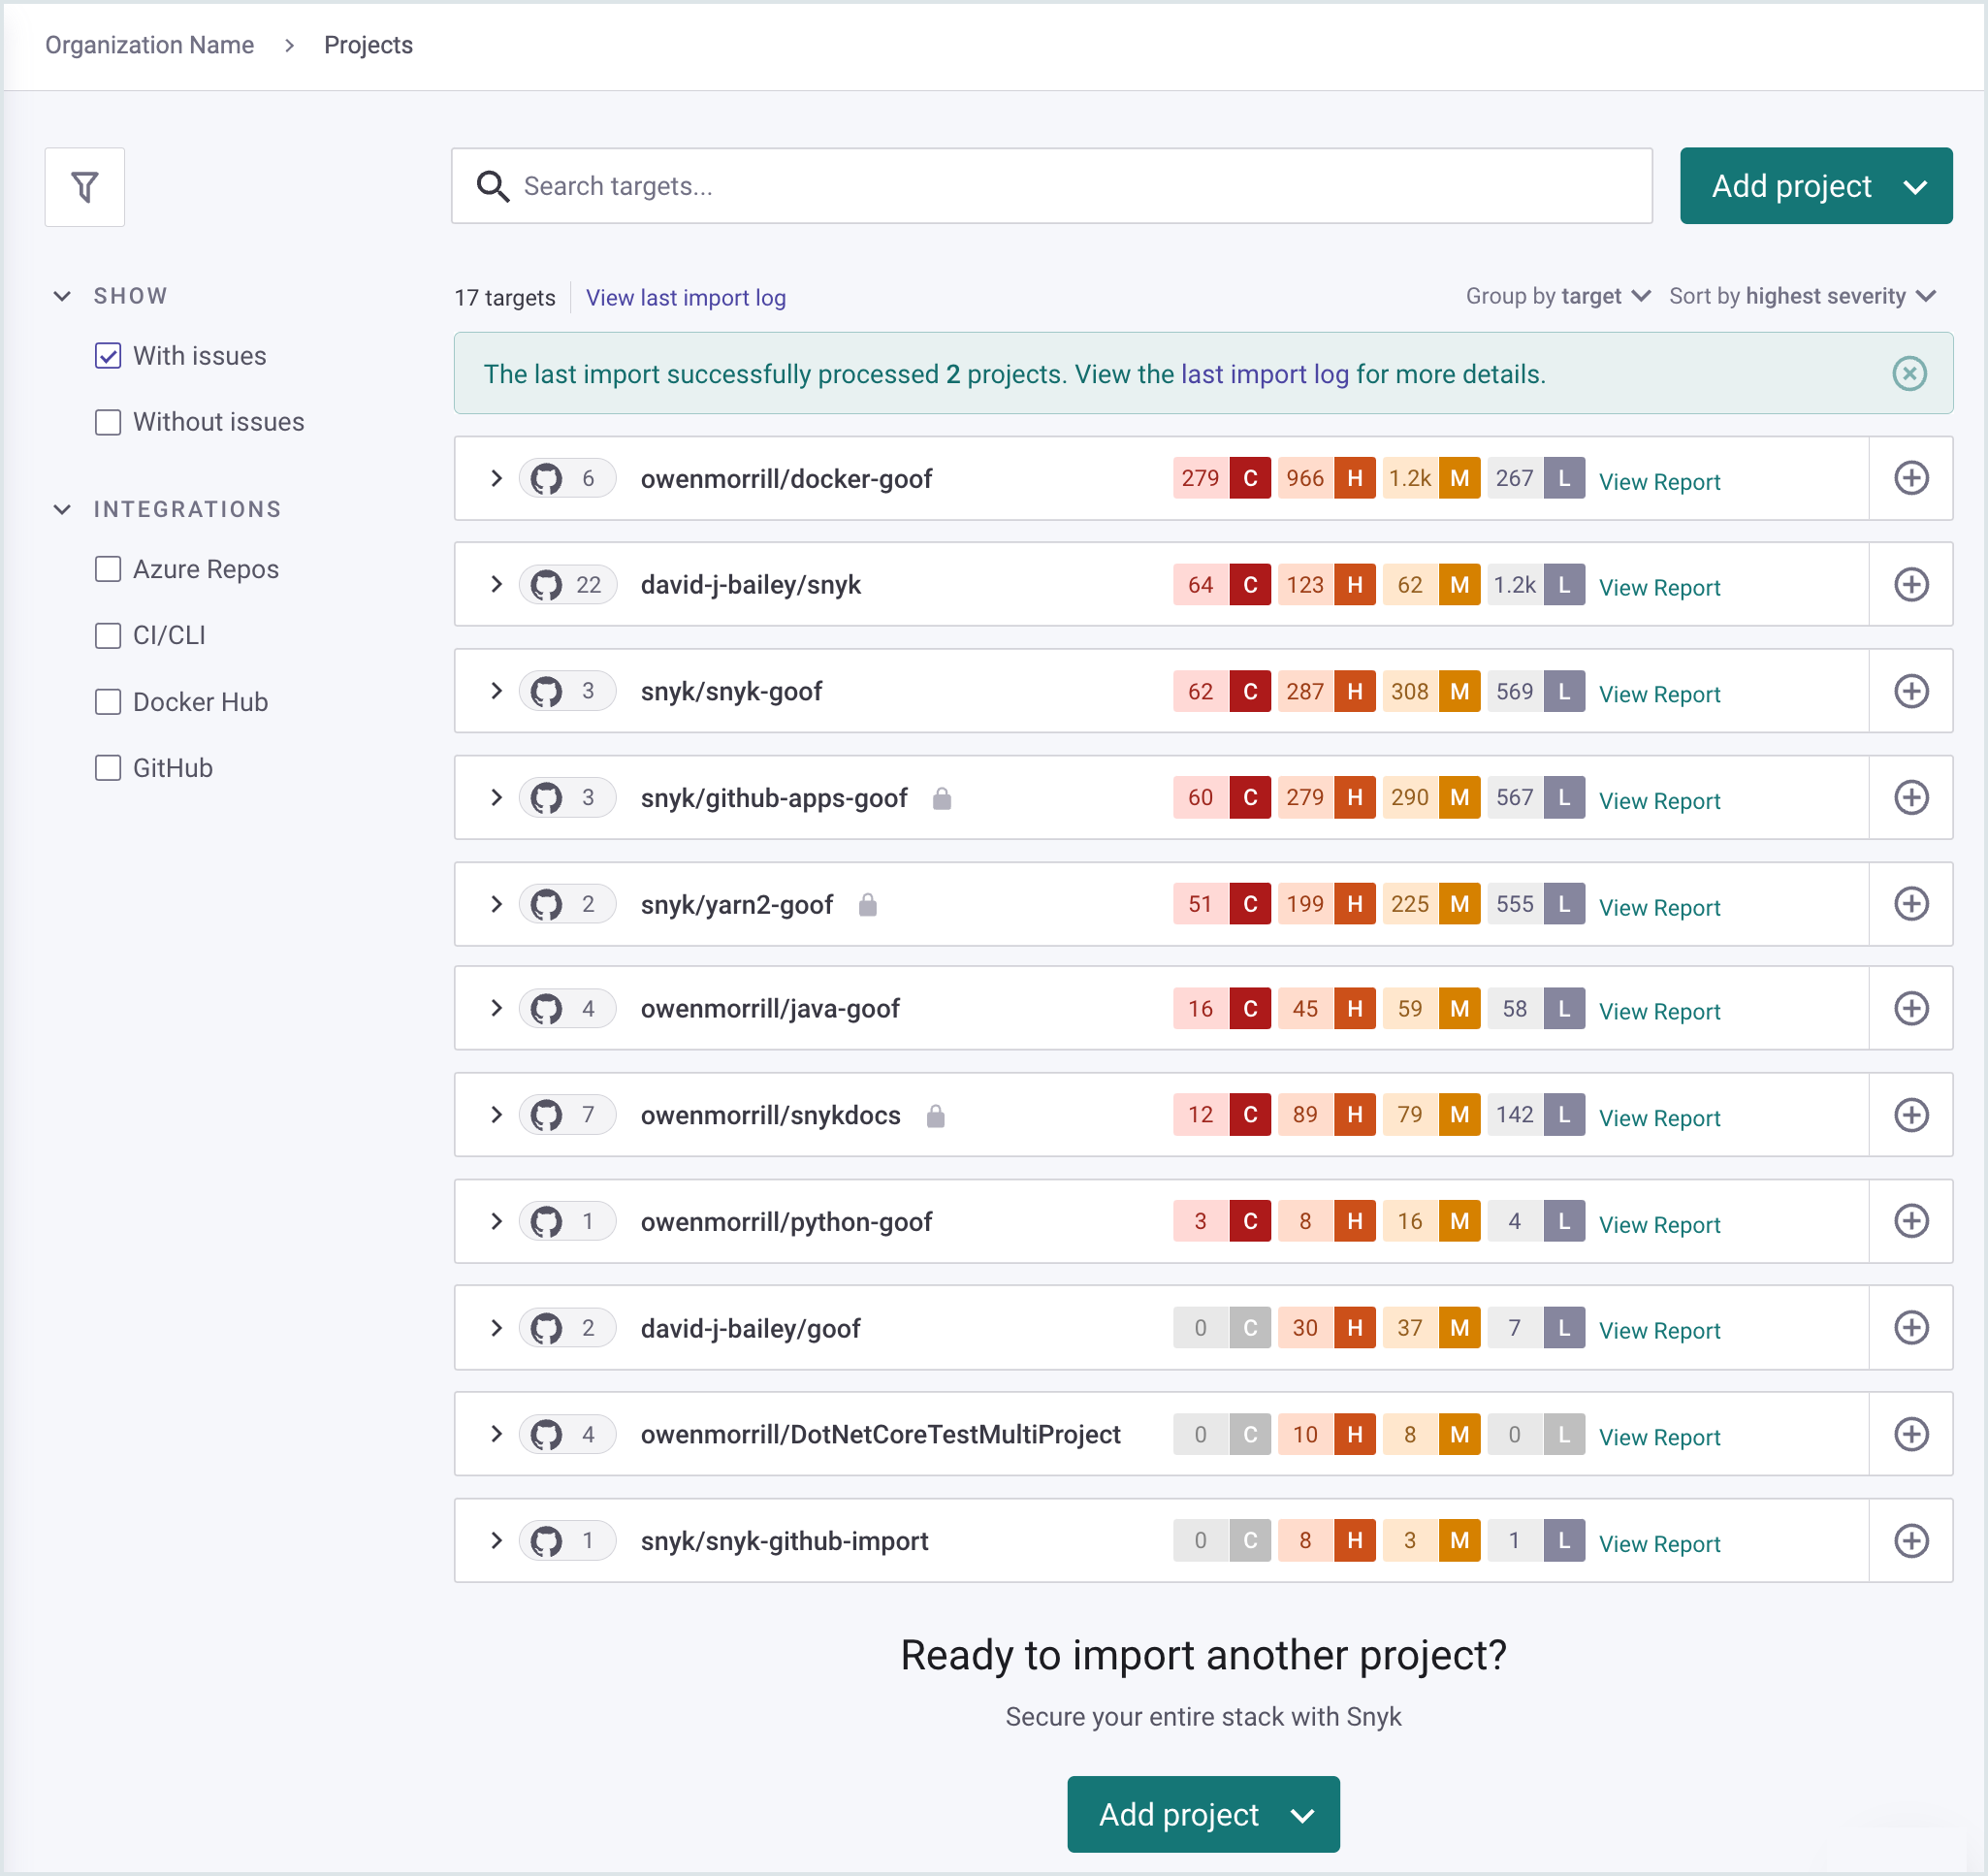 Organization Name > Projects
Search targets...
Add project
SHOW
With issues
Without issues
INTEGRATIONS
Azure Repos
CI/CLI
Docker Hub
GitHub
17 targets View last import log Group by target Sort by highest severity
The last import successfully processed 2 projects. View the last import log for more details.
6 owenmorrill/docker-goof 279 C 966 H 1.2k M 267 L View Report
22 david-j-bailey/snyk 64 C 123 H 62 M 1.2k L View Report
3 snyk/snyk-goof 62 C 287 H 308 M 569 L View Report
3 snyk/github-apps-goof 60 C 279 H 290 M 567 L View Report
2 snyk/yarn2-goof 51 C 199 H 225 M 555 L View Report
4 owenmorrill/java-goof 16 C 45 H 59 M 58 L View Report
7 owenmorrill/snykdocs 12 C 89 H 79 M 142 L View Report
1 owenmorrill/python-goof 3 C 8 H 16 M 4 L View Report
2 david-j-bailey/goof 0 C 30 H 37 M 7 L View Report
4 owenmorrill/DotNetCoreTestMultiProject 0 C 10 H 8 M 0 L View Report
1 snyk/snyk-github-import 0 C 8 H 3 M 1 L View Report
Ready to import another project?
Secure your entire stack with Snyk
Add project